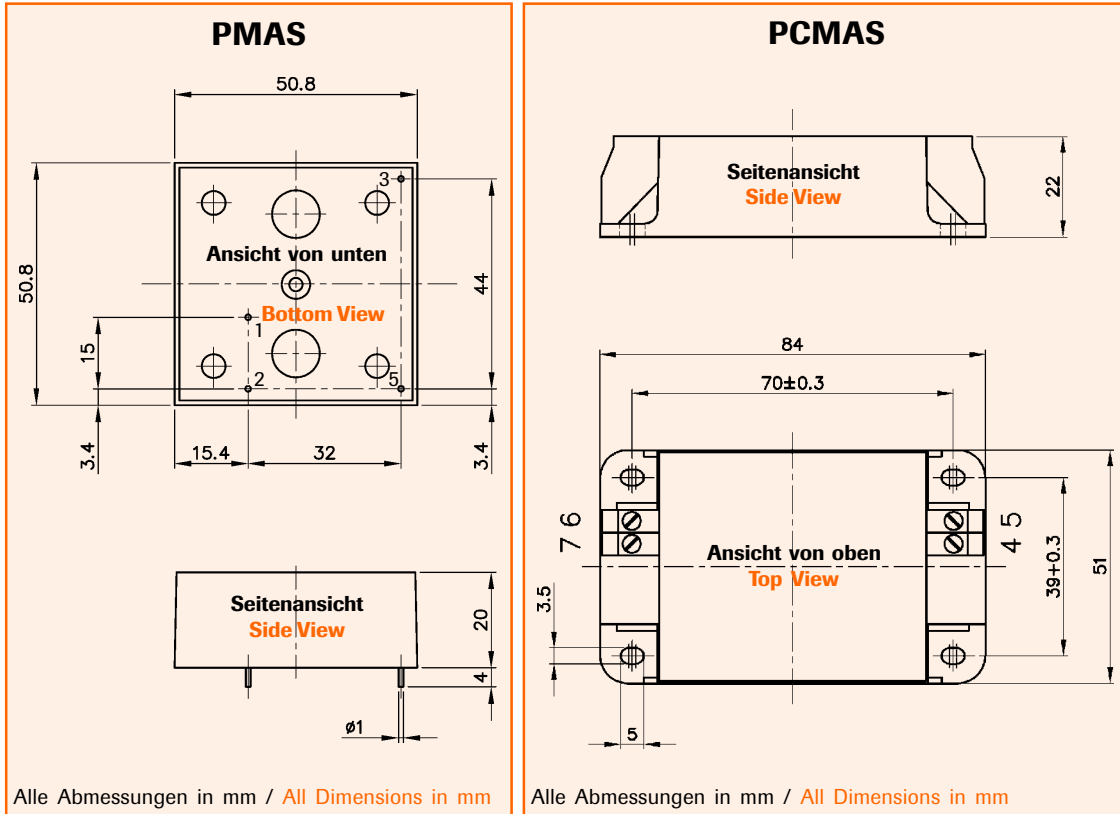 PMAS
50.8
50.8
3
Ansicht von unten
Bottom View
44
1
15
2
5
3.4
15.4
32
3.4
Seitenansicht
Side View
20
4
ø1
Alle Abmessungen in mm / All Dimensions in mm
PCMAS
Seitenansicht
Side View
22
84
70±0.3
7 6
4 5
Ansicht von oben
Top View
3.5
39+0.3
51
5
Alle Abmessungen in mm / All Dimensions in mm